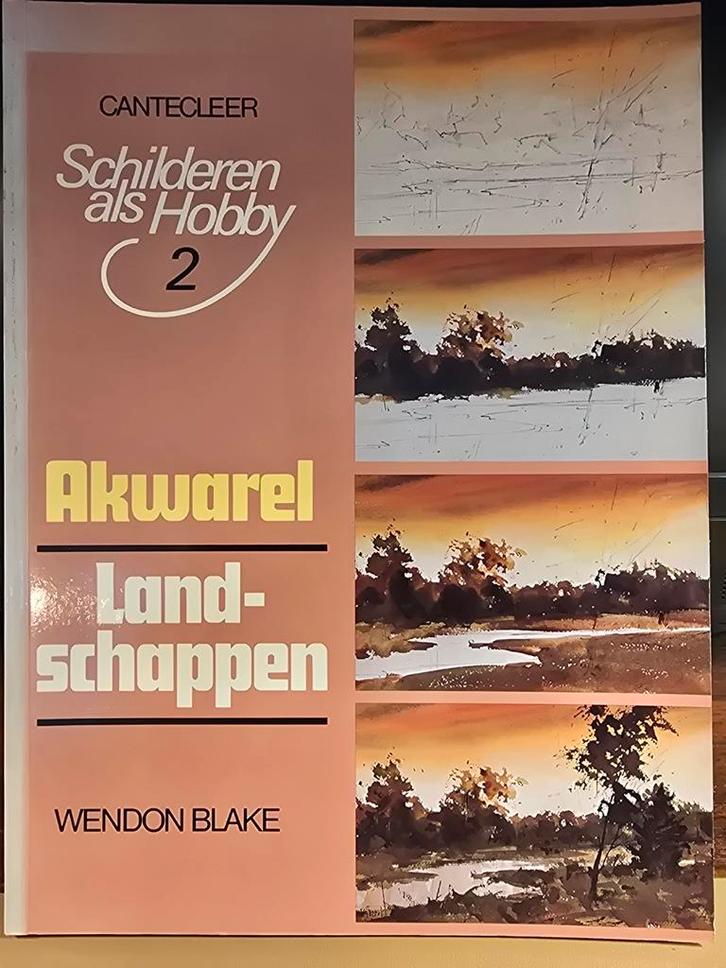 CANTECLEER
Schilderen
als Hobby
2
Akwarel
Land-
schappen
WENDON BLAKE